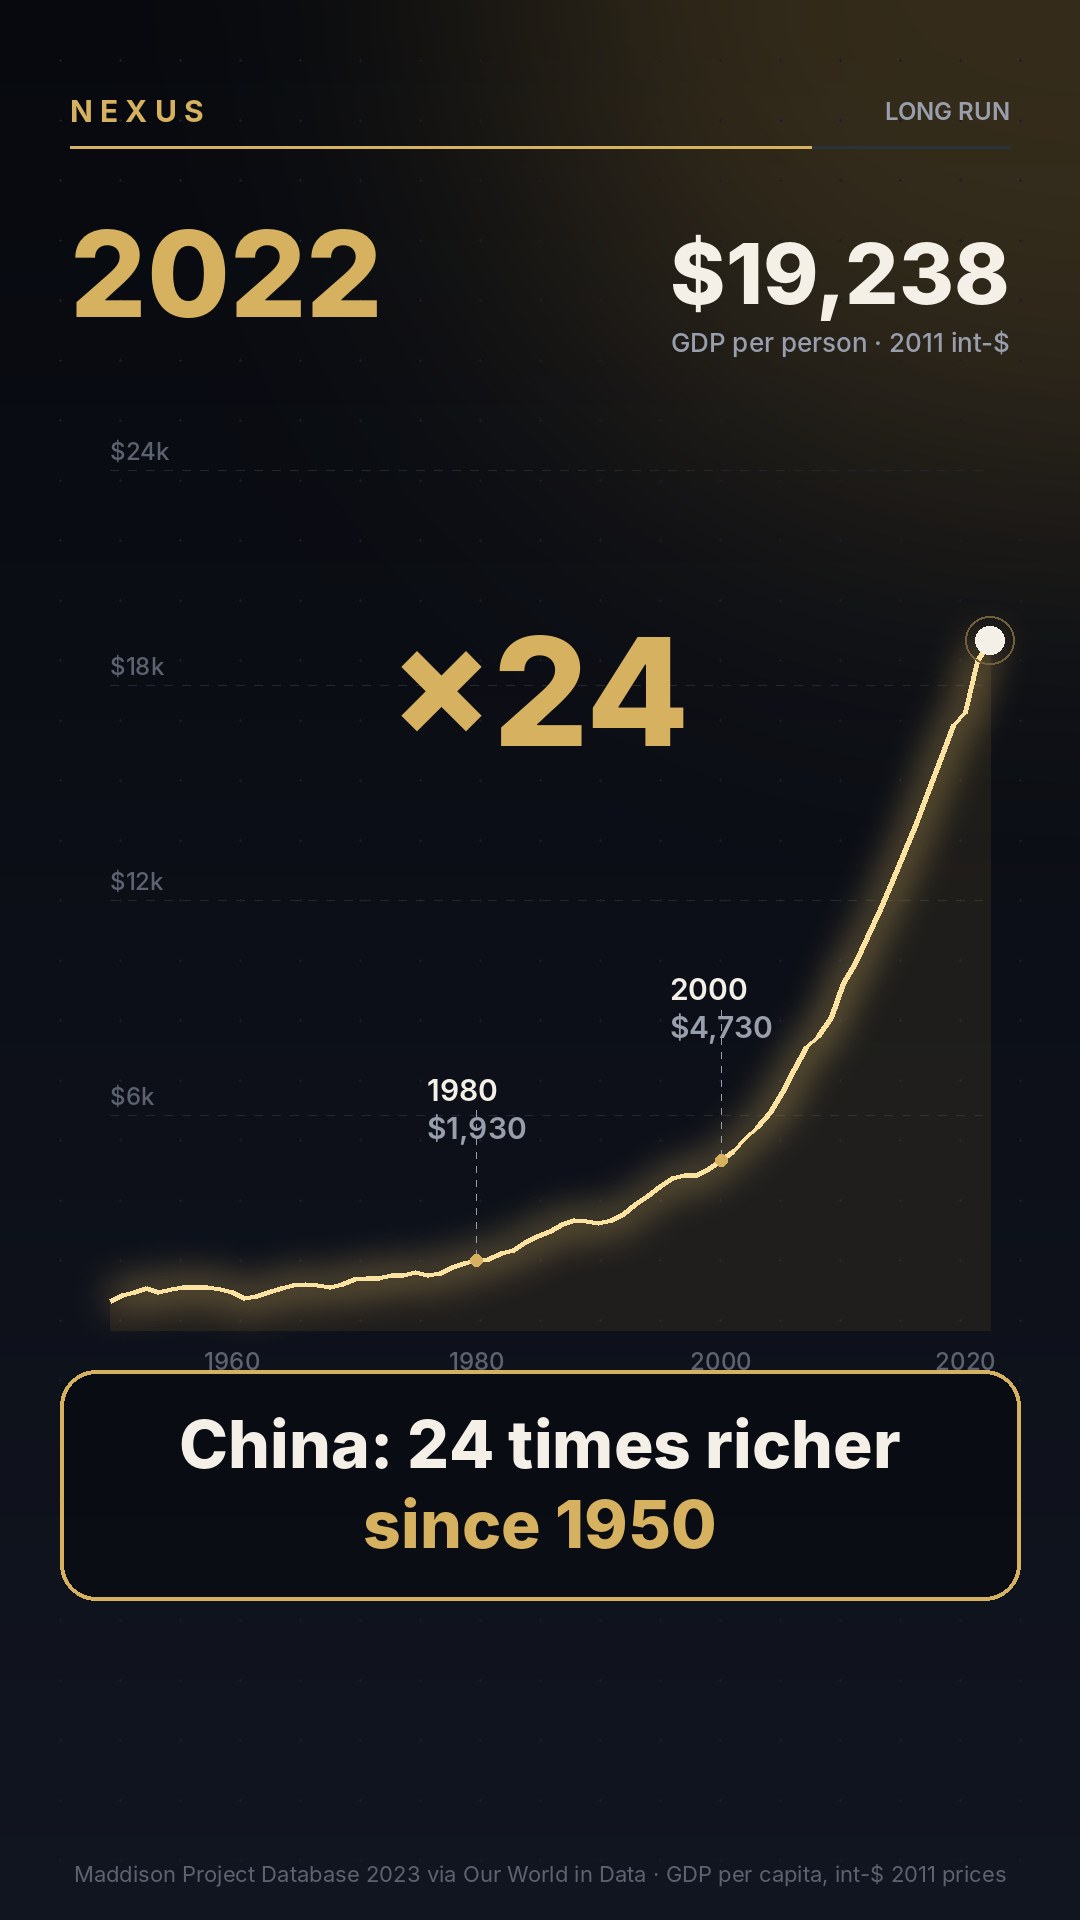 NEXUS
LONG RUN
2022
$19,238
GDP per person · 2011 int-$
$24k
×24
$18k
$12k
2000
$4,730
1980
$1,930
$6k
1960
1980
2000
2020
China: 24 times richer
since 1950
Maddison Project Database 2023 via Our World in Data · GDP per capita, int-$ 2011 prices